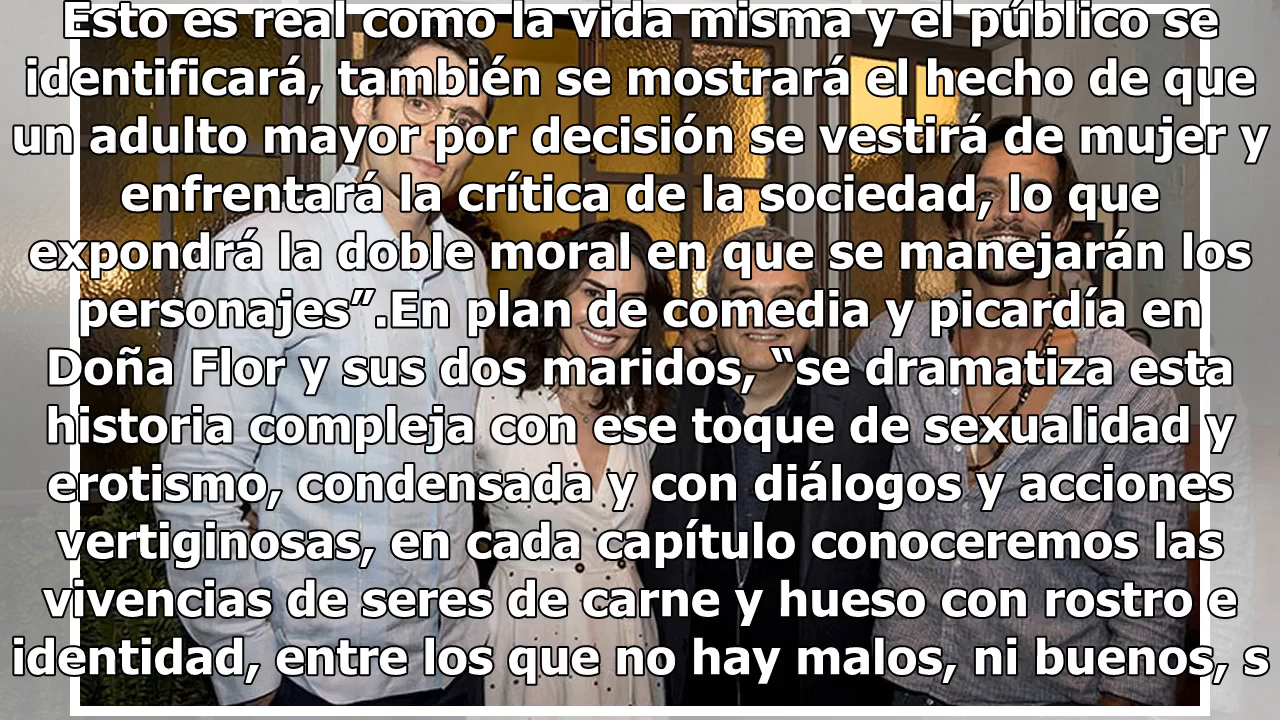 Esto es real como la vida misma y el público se
identificará, también se mostrará el hecho de que
un adulto mayor por decisión se vestirá de mujer y
enfrentará la crítica de la sociedad, lo que
expondrá la doble moral en que se manejarán los
personajes”.En plan de comedia y picardía en
Doña Flor y sus dos maridos, “se dramatiza esta
historia compleja con ese toque de sexualidad y
erotismo, condensada y con diálogos y acciones
vertiginosas, en cada capítulo conoceremos las
vivencias de seres de carne y hueso con rostro e
identidad, entre los que no hay malos, ni buenos, s